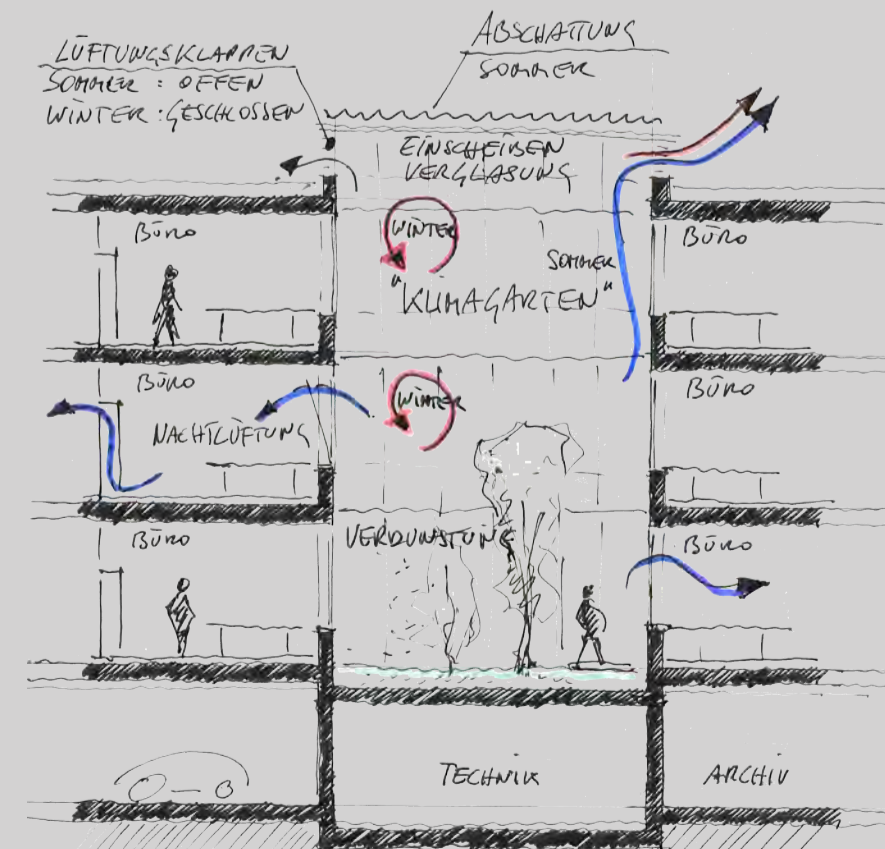 LÜFTUNGSKLAPPEN
SOMMER : OFFEN
WINTER : GESCHLOSSEN
ABSCHATTUNG
SOMMER
EINSCHEIBEN
VERGLASUNG
BÜRO
WINTER
SOMMER
BÜRO
"KLIMAGARTEN"
BÜRO
WINTER
BÜRO
NACHTLÜFTUNG
BÜRO
VERDUNSTUNG
BÜRO
TECHNIK
ARCHIV